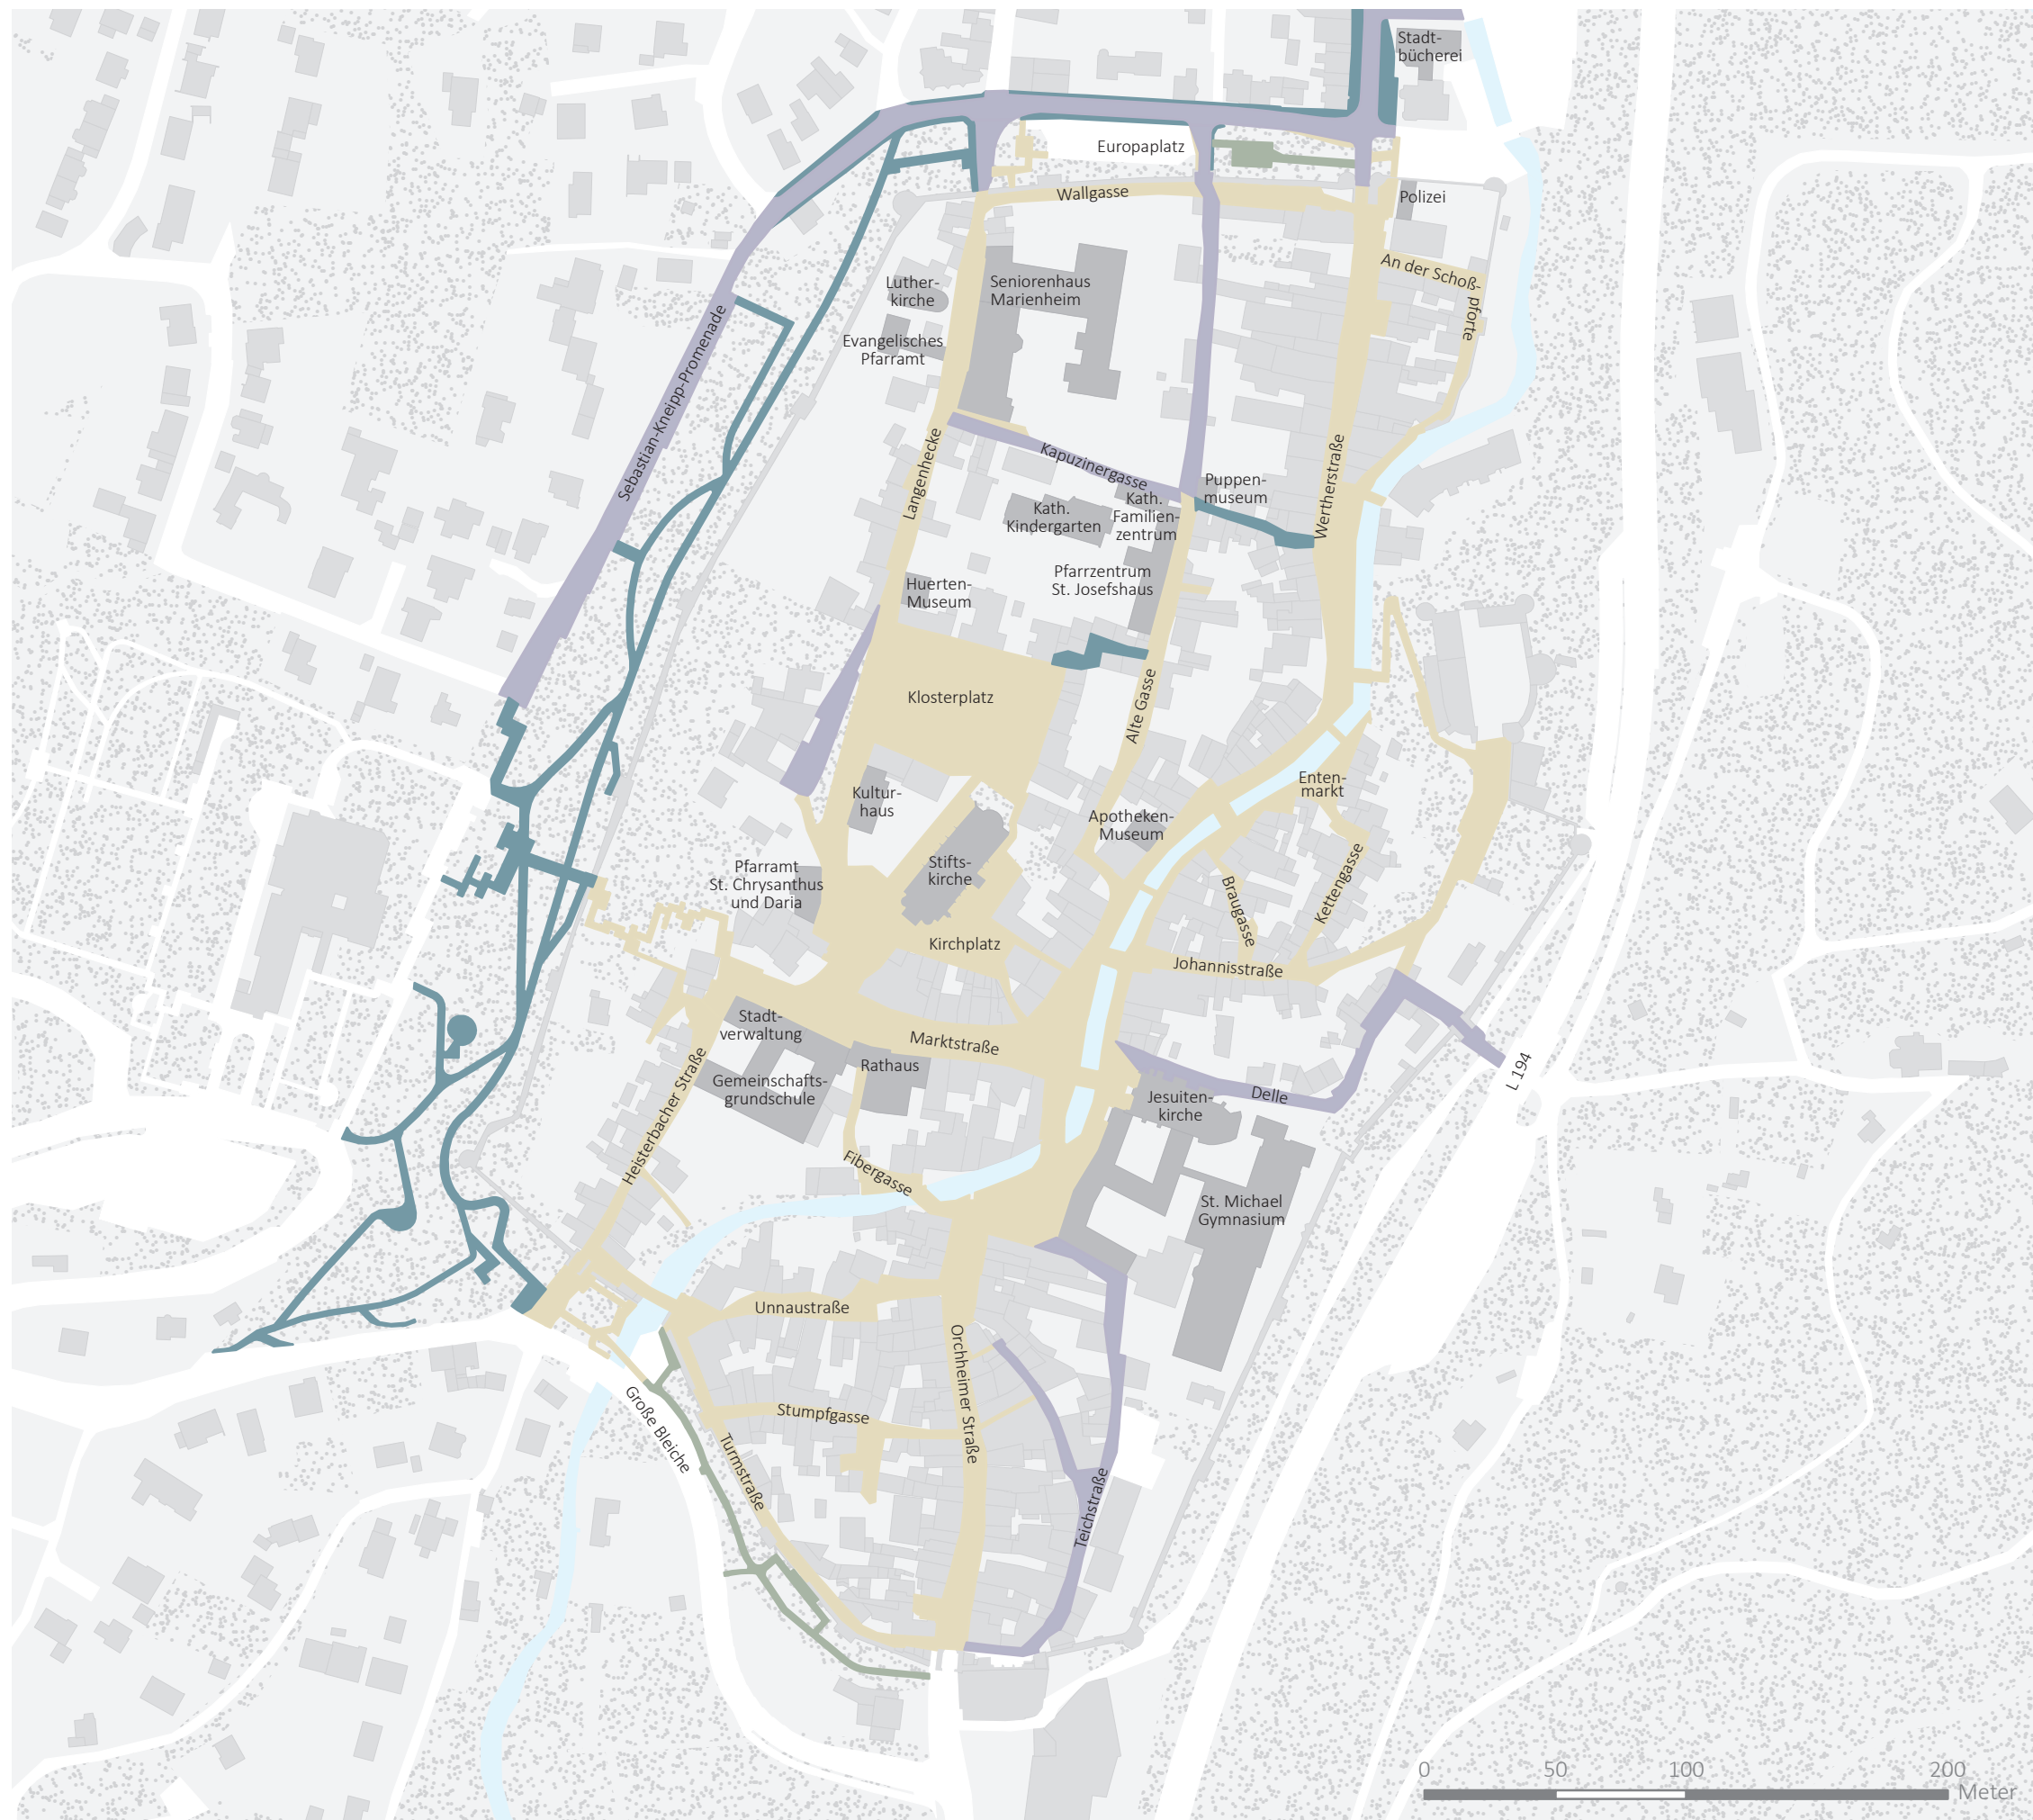 Stadt-
bücherei
Europaplatz
Wallgasse
Polizei
An der Schoß-
pforte
Luther-
kirche
Seniorenhaus
Marienheim
Evangelisches
Pfarramt
Sebastian-Kneipp-Promenade
Langenhecke
Kapuzinergasse
Wertherstraße
Puppen-
museum
Kath.
Kindergarten
Kath.
Familien-
zentrum
Pfarrzentrum
St. Josefshaus
Huerten-
Museum
Klosterplatz
Alte Gasse
Kultur-
haus
Enten-
markt
Apotheken-
Museum
Stifts-
kirche
Pfarramt
St. Chrysanthus
und Daria
Braugasse
Kettengasse
Kirchplatz
Johannisstraße
Stadt-
verwaltung
Marktstraße
Rathaus
Gemeinschafts-
grundschule
Heisterbacher Straße
Jesuiten-
kirche
Delle
L 194
Fibergasse
St. Michael
Gymnasium
Unnaustraße
Orchheimer Straße
Stumpfgasse
Große Bleiche
Turmstraße
Teichstraße
0 50 100 200
Meter